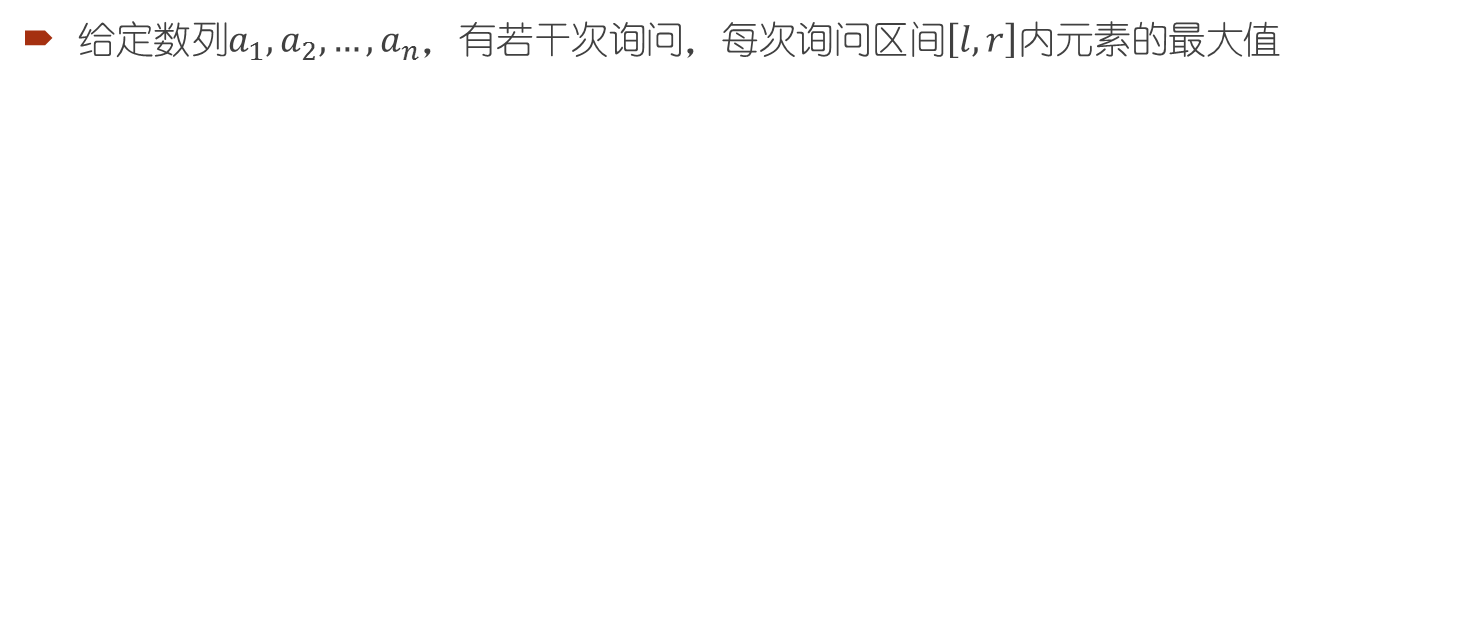 给定数列a₁, a₂, … , aₙ，有若干次询问，每次询问区间[l, r]内元素的最大值